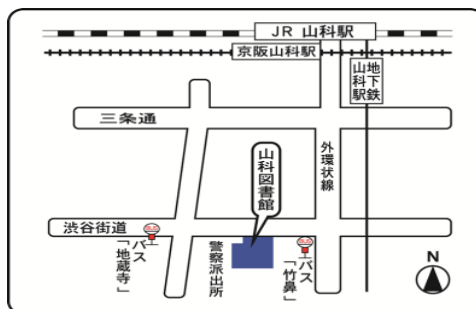 JR 山科駅
京阪山科駅
地下鉄
山科駅
三条通
外環状線
山科図書館
渋谷街道
バス
「地蔵寺」
警察派出所
バス
「竹鼻」
N